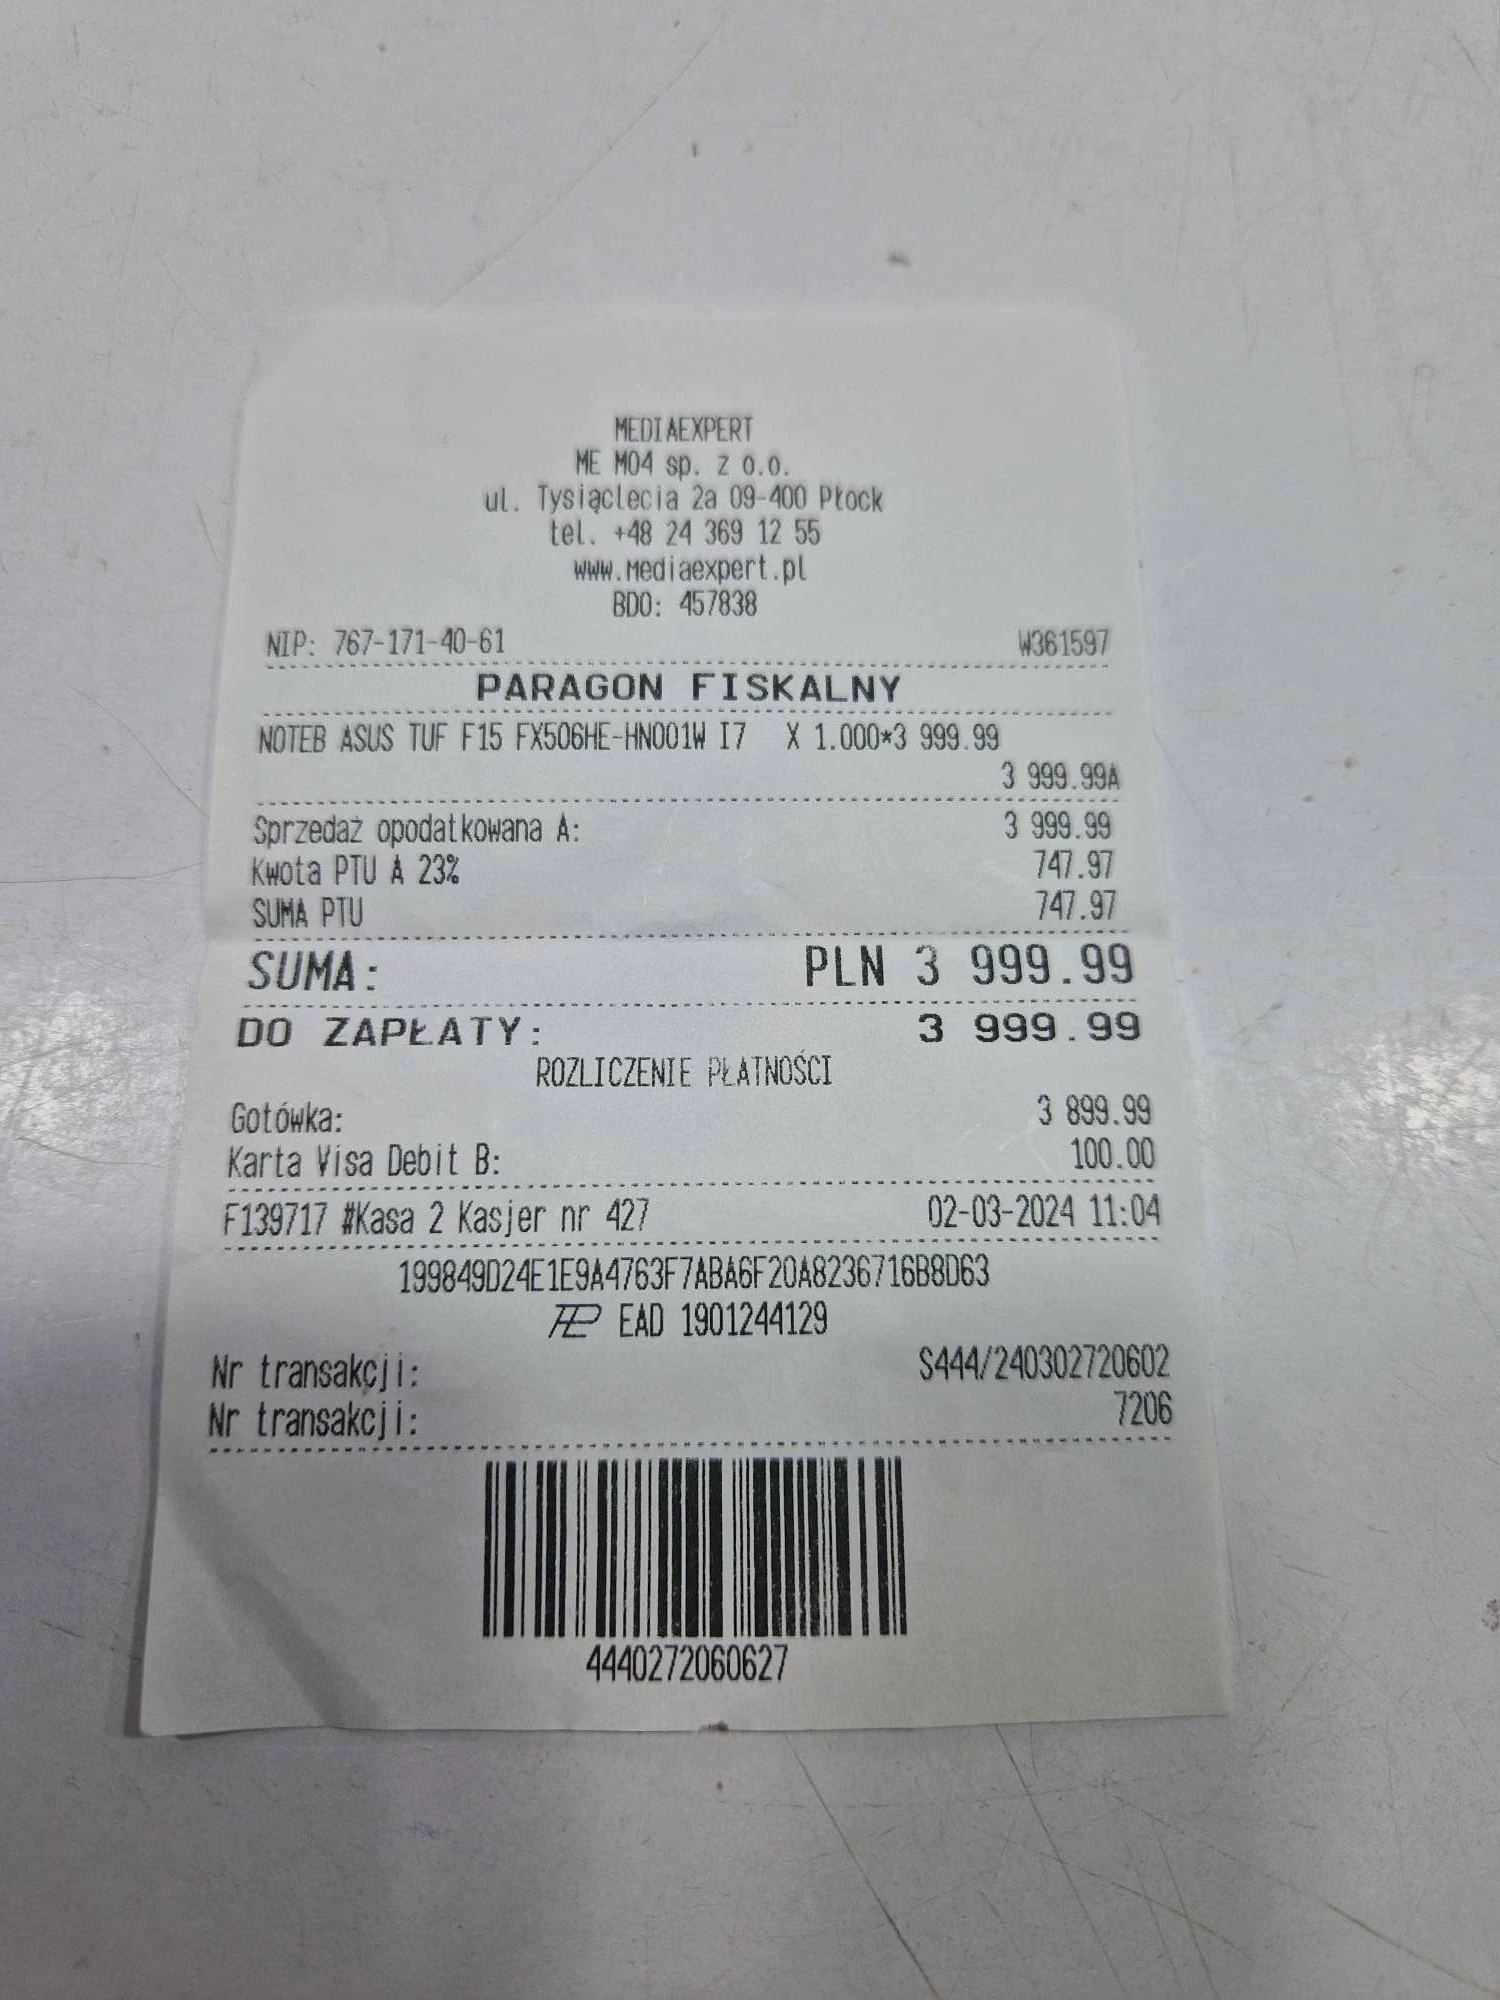 MEDIAEXPERT
ME M04 sp. z o.o.
ul. Tysiąclecia 2a 09-400 Płock
tel. +48 24 369 12 55
www.mediaexpert.pl
BDO: 457838
NIP: 767-171-40-61 W361597
PARAGON FISKALNY
NOTEB ASUS TUF F15 FX506HE-HN001W I7 X 1.000*3 999.99
3 999.99A
Sprzedaż opodatkowana A: 3 999.99
Kwota PTU A 23% 747.97
SUMA PTU 747.97
SUMA: PLN 3 999.99
DO ZAPŁATY: 3 999.99
ROZLICZENIE PŁATNOŚCI
Gotówka: 3 899.99
Karta Visa Debit B: 100.00
F139717 #Kasa 2 Kasjer nr 427 02-03-2024 11:04
199849D24E1E9A4763F7ABA6F20A8236716B8D63
EAD 1901244129
Nr transakcji: S444/240302720602
Nr transakcji: 7206
4440272060627